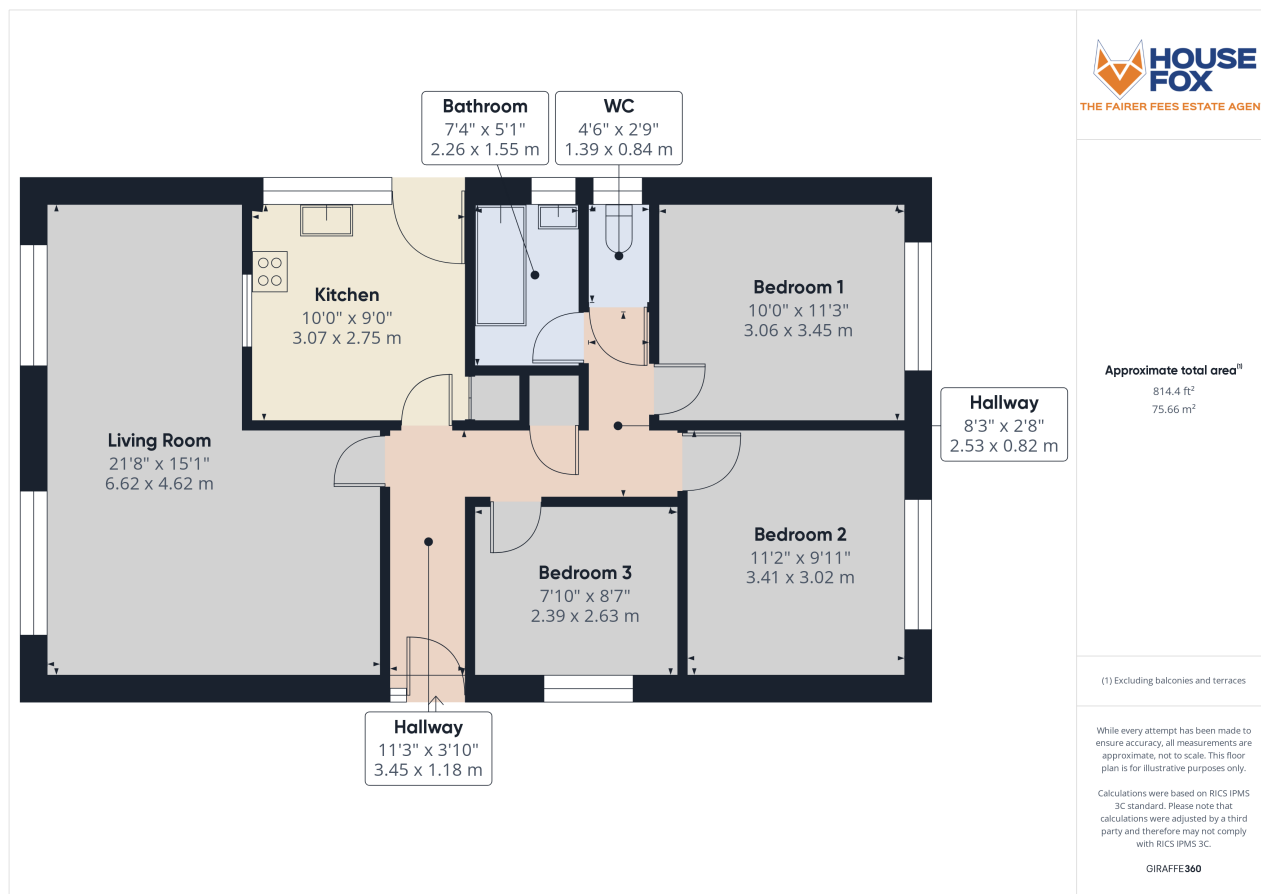 HOUSE
FOX
THE FAIRER FEES ESTATE AGEN
Bathroom
7'4" x 5'1"
2.26 x 1.55 m
WC
4'6" x 2'9"
1.39 x 0.84 m
Kitchen
10'0" x 9'0"
3.07 x 2.75 m
Bedroom 1
10'0" x 11'3"
3.06 x 3.45 m
Living Room
21'8" x 15'1"
6.62 x 4.62 m
Hallway
8'3" x 2'8"
2.53 x 0.82 m
Bedroom 2
11'2" x 9'11"
3.41 x 3.02 m
Bedroom 3
7'10" x 8'7"
2.39 x 2.63 m
Hallway
11'3" x 3'10"
3.45 x 1.18 m
Approximate total area(1)
814.4 ft²
75.66 m²
(1) Excluding balconies and terraces
While every attempt has been made to
ensure accuracy, all measurements are
approximate, not to scale. This floor
plan is for illustrative purposes only.
Calculations were based on RICS IPMS
3C standard. Please note that
calculations were adjusted by a third
party and therefore may not comply
with RICS IPMS 3C.
GIRAFFE360